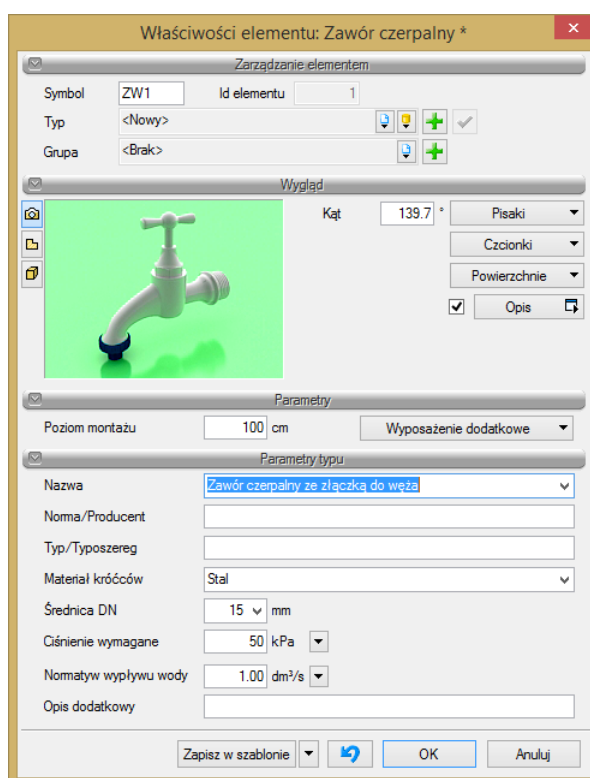 Właściwości elementu: Zawór czerpalny *
Zarządzanie elementem
Symbol ZW1 Id elementu 1
Typ <Nowy>
Grupa <Brak>
Wygląd
Kąt 139.7 ° Pisaki
Czcionki
Powierzchnie
Opis
Parametry
Poziom montażu 100 cm Wyposażenie dodatkowe
Parametry typu
Nazwa Zawór czerpalny ze złączką do węża
Norma/Producent
Typ/Typoszereg
Materiał króćców Stal
Średnica DN 15 mm
Ciśnienie wymagane 50 kPa
Normatyw wypływu wody 1.00 dm³/s
Opis dodatkowy
Zapisz w szablonie OK Anuluj